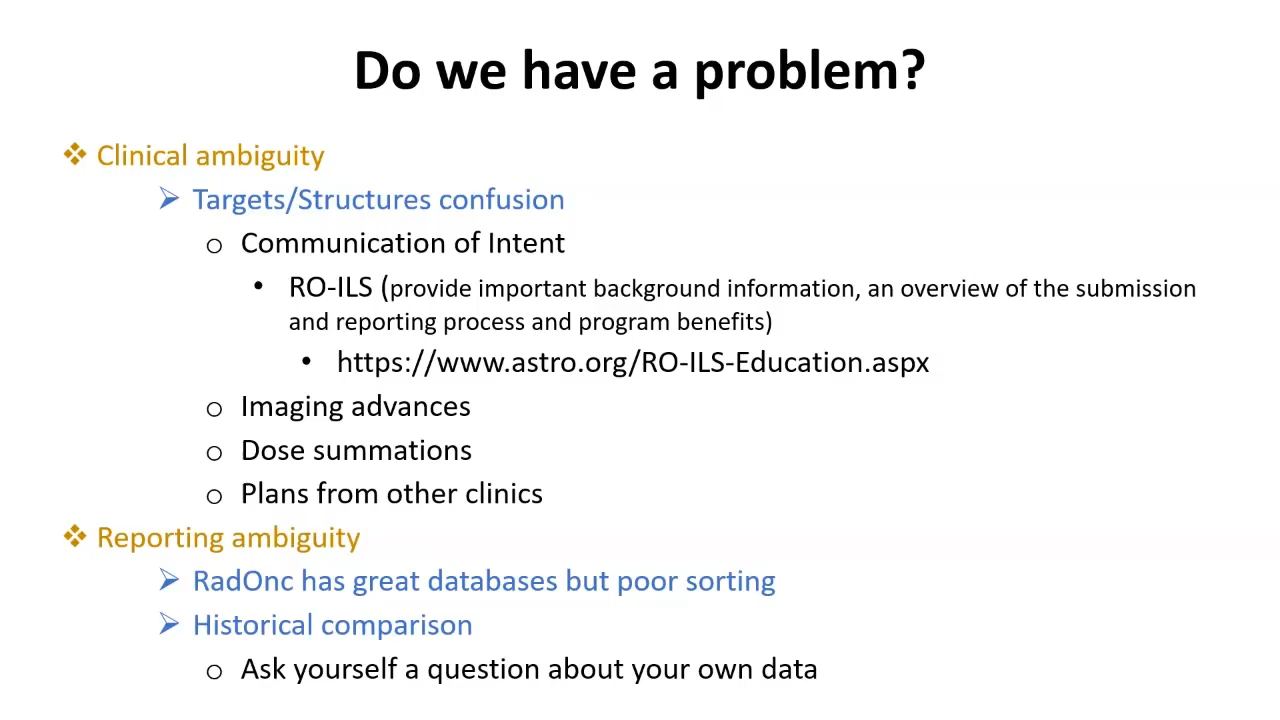 Do we have a problem?
❖ Clinical ambiguity
➢ Targets/Structures confusion
o Communication of Intent
• RO-ILS (provide important background information, an overview of the submission
and reporting process and program benefits)
• https://www.astro.org/RO-ILS-Education.aspx
o Imaging advances
o Dose summations
o Plans from other clinics
❖ Reporting ambiguity
➢ RadOnc has great databases but poor sorting
➢ Historical comparison
o Ask yourself a question about your own data